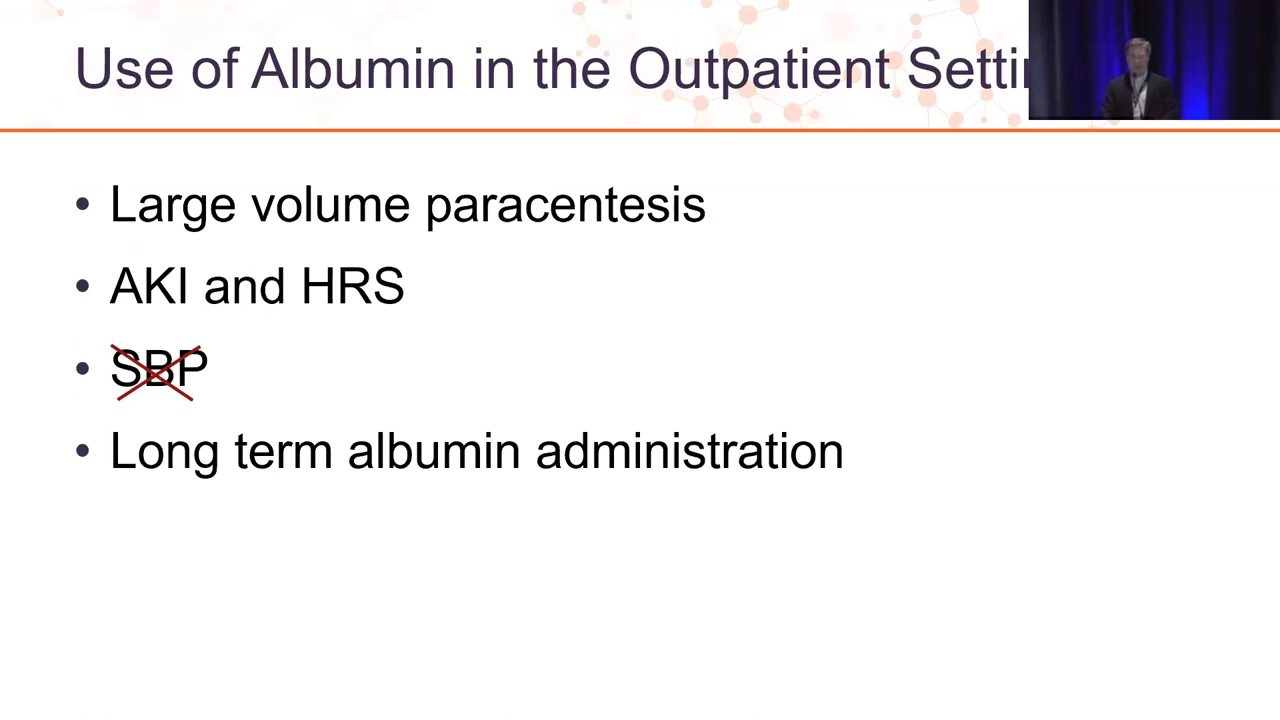 Use of Albumin in the Outpatient Setti
Large volume paracentesis
AKI and HRS
SBP
Long term albumin administration